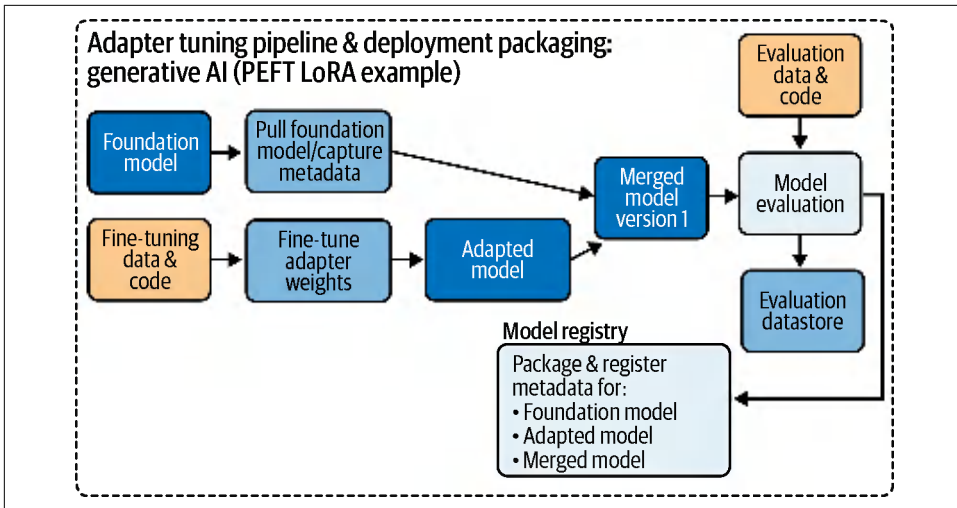 Adapter tuning pipeline & deployment packaging:
generative AI (PEFT LoRA example)
Evaluation
data &
code
Foundation
model
Pull foundation
model/capture
metadata
Merged
model
version 1
Model
evaluation
Fine-tuning
data &
code
Fine-tune
adapter
weights
Adapted
model
Evaluation
datastore
Model registry
Package & register
metadata for:
• Foundation model
• Adapted model
• Merged model